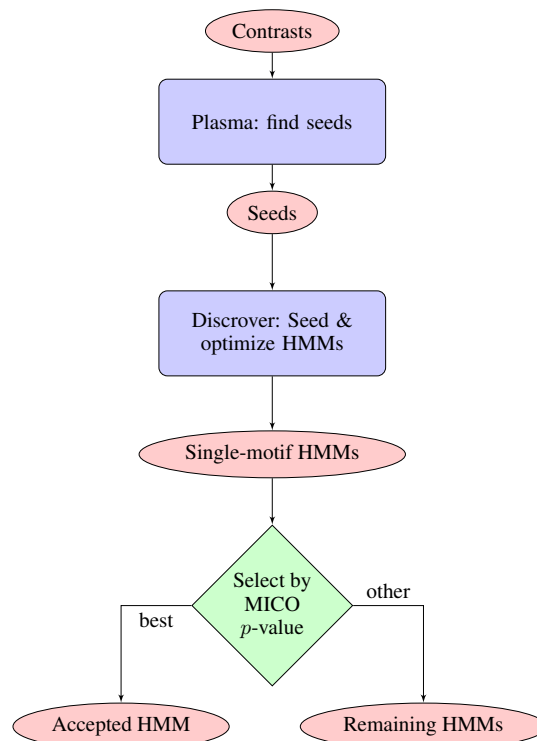 Contrasts
Plasma: find seeds
Seeds
Discrover: Seed &
optimize HMMs
Single-motif HMMs
Select by
MICO
p-value
best
other
Accepted HMM
Remaining HMMs